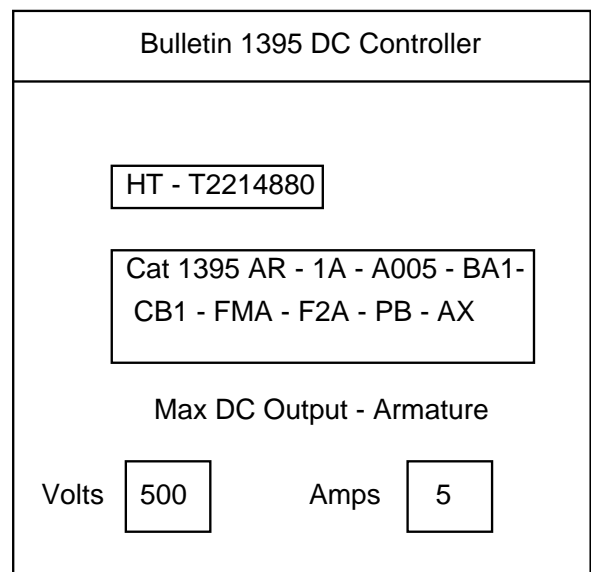 Bulletin 1395 DC Controller
HT - T2214880
Cat 1395 AR - 1A - A005 - BA1-
CB1 - FMA - F2A - PB - AX
Max DC Output - Armature
Volts 500 Amps 5